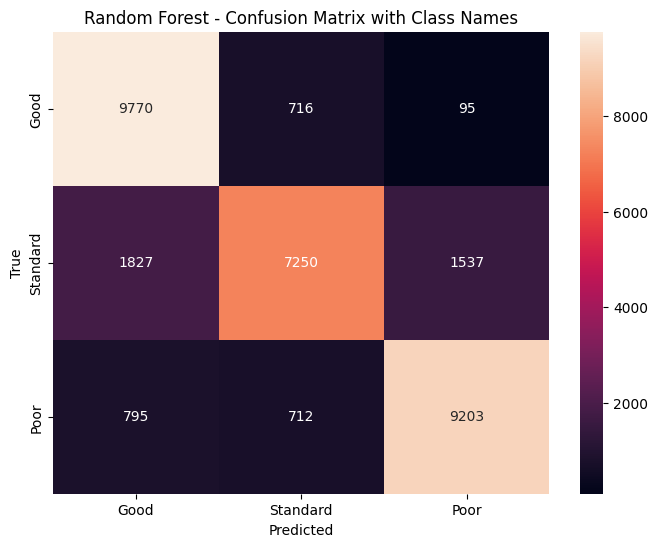 Random Forest - Confusion Matrix with Class Names
True
Good
9770 716 95
Standard
1827 7250 1537
Poor
795 712 9203
Good Standard Poor
Predicted
8000
6000
4000
2000